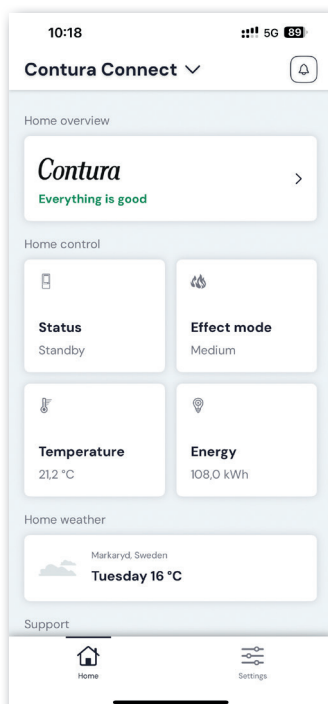 10:18
5G 89
Contura Connect
Home overview
Contura
Everything is good
Home control
Status
Standby
Effect mode
Medium
Temperature
21,2 °C
Energy
108,0 kWh
Home weather
Markaryd, Sweden
Tuesday 16 °C
Support
Home
Settings